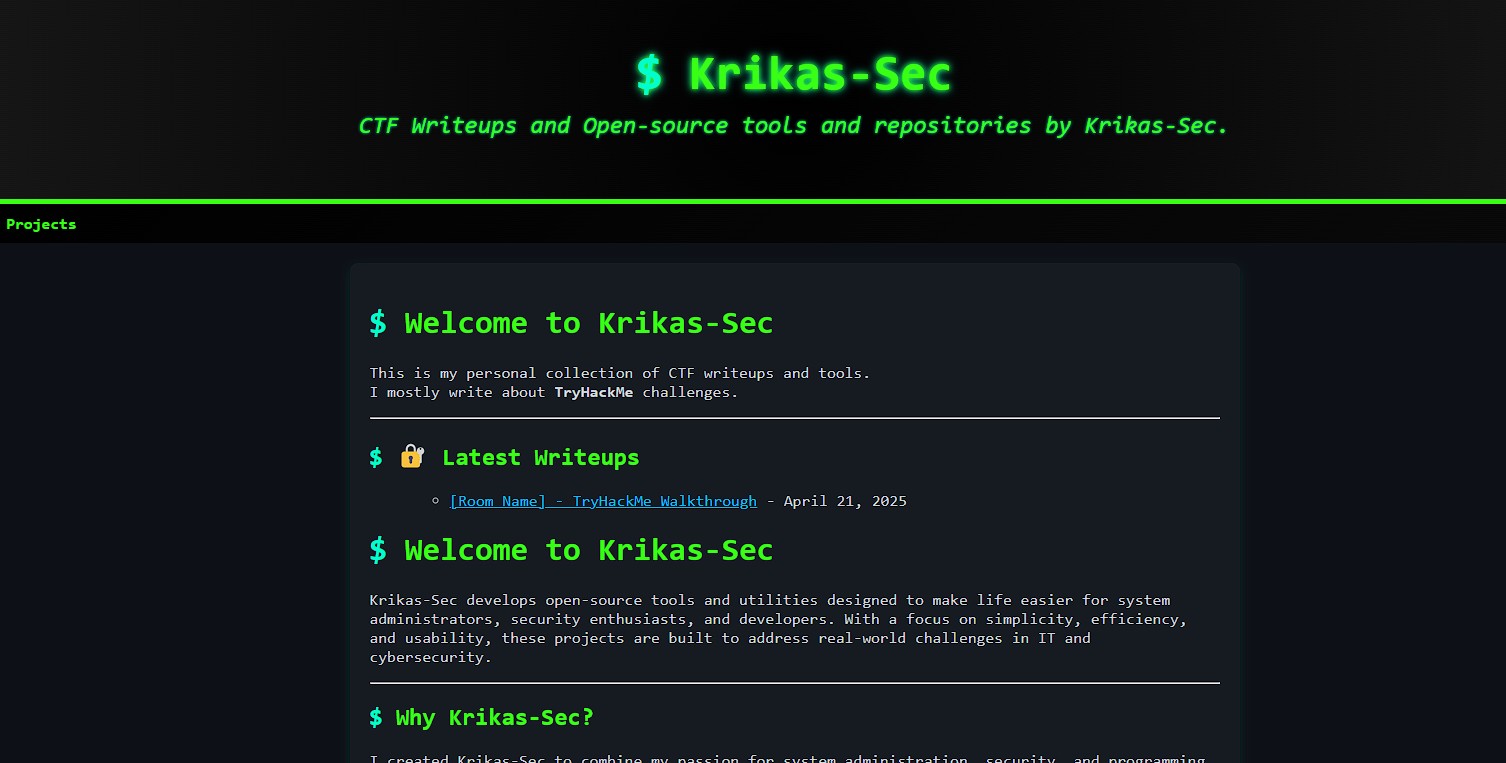 $ Krikas-Sec
CTF Writeups and Open-source tools and repositories by Krikas-Sec.
Projects
$ Welcome to Krikas-Sec
This is my personal collection of CTF writeups and tools.
I mostly write about TryHackMe challenges.
$ 🔐 Latest Writeups
[Room Name] - TryHackMe Walkthrough - April 21, 2025
$ Welcome to Krikas-Sec
Krikas-Sec develops open-source tools and utilities designed to make life easier for system
administrators, security enthusiasts, and developers. With a focus on simplicity, efficiency,
and usability, these projects are built to address real-world challenges in IT and
cybersecurity.
$ Why Krikas-Sec?
I created Krikas-Sec to combine my passion for system administration, security, and programming